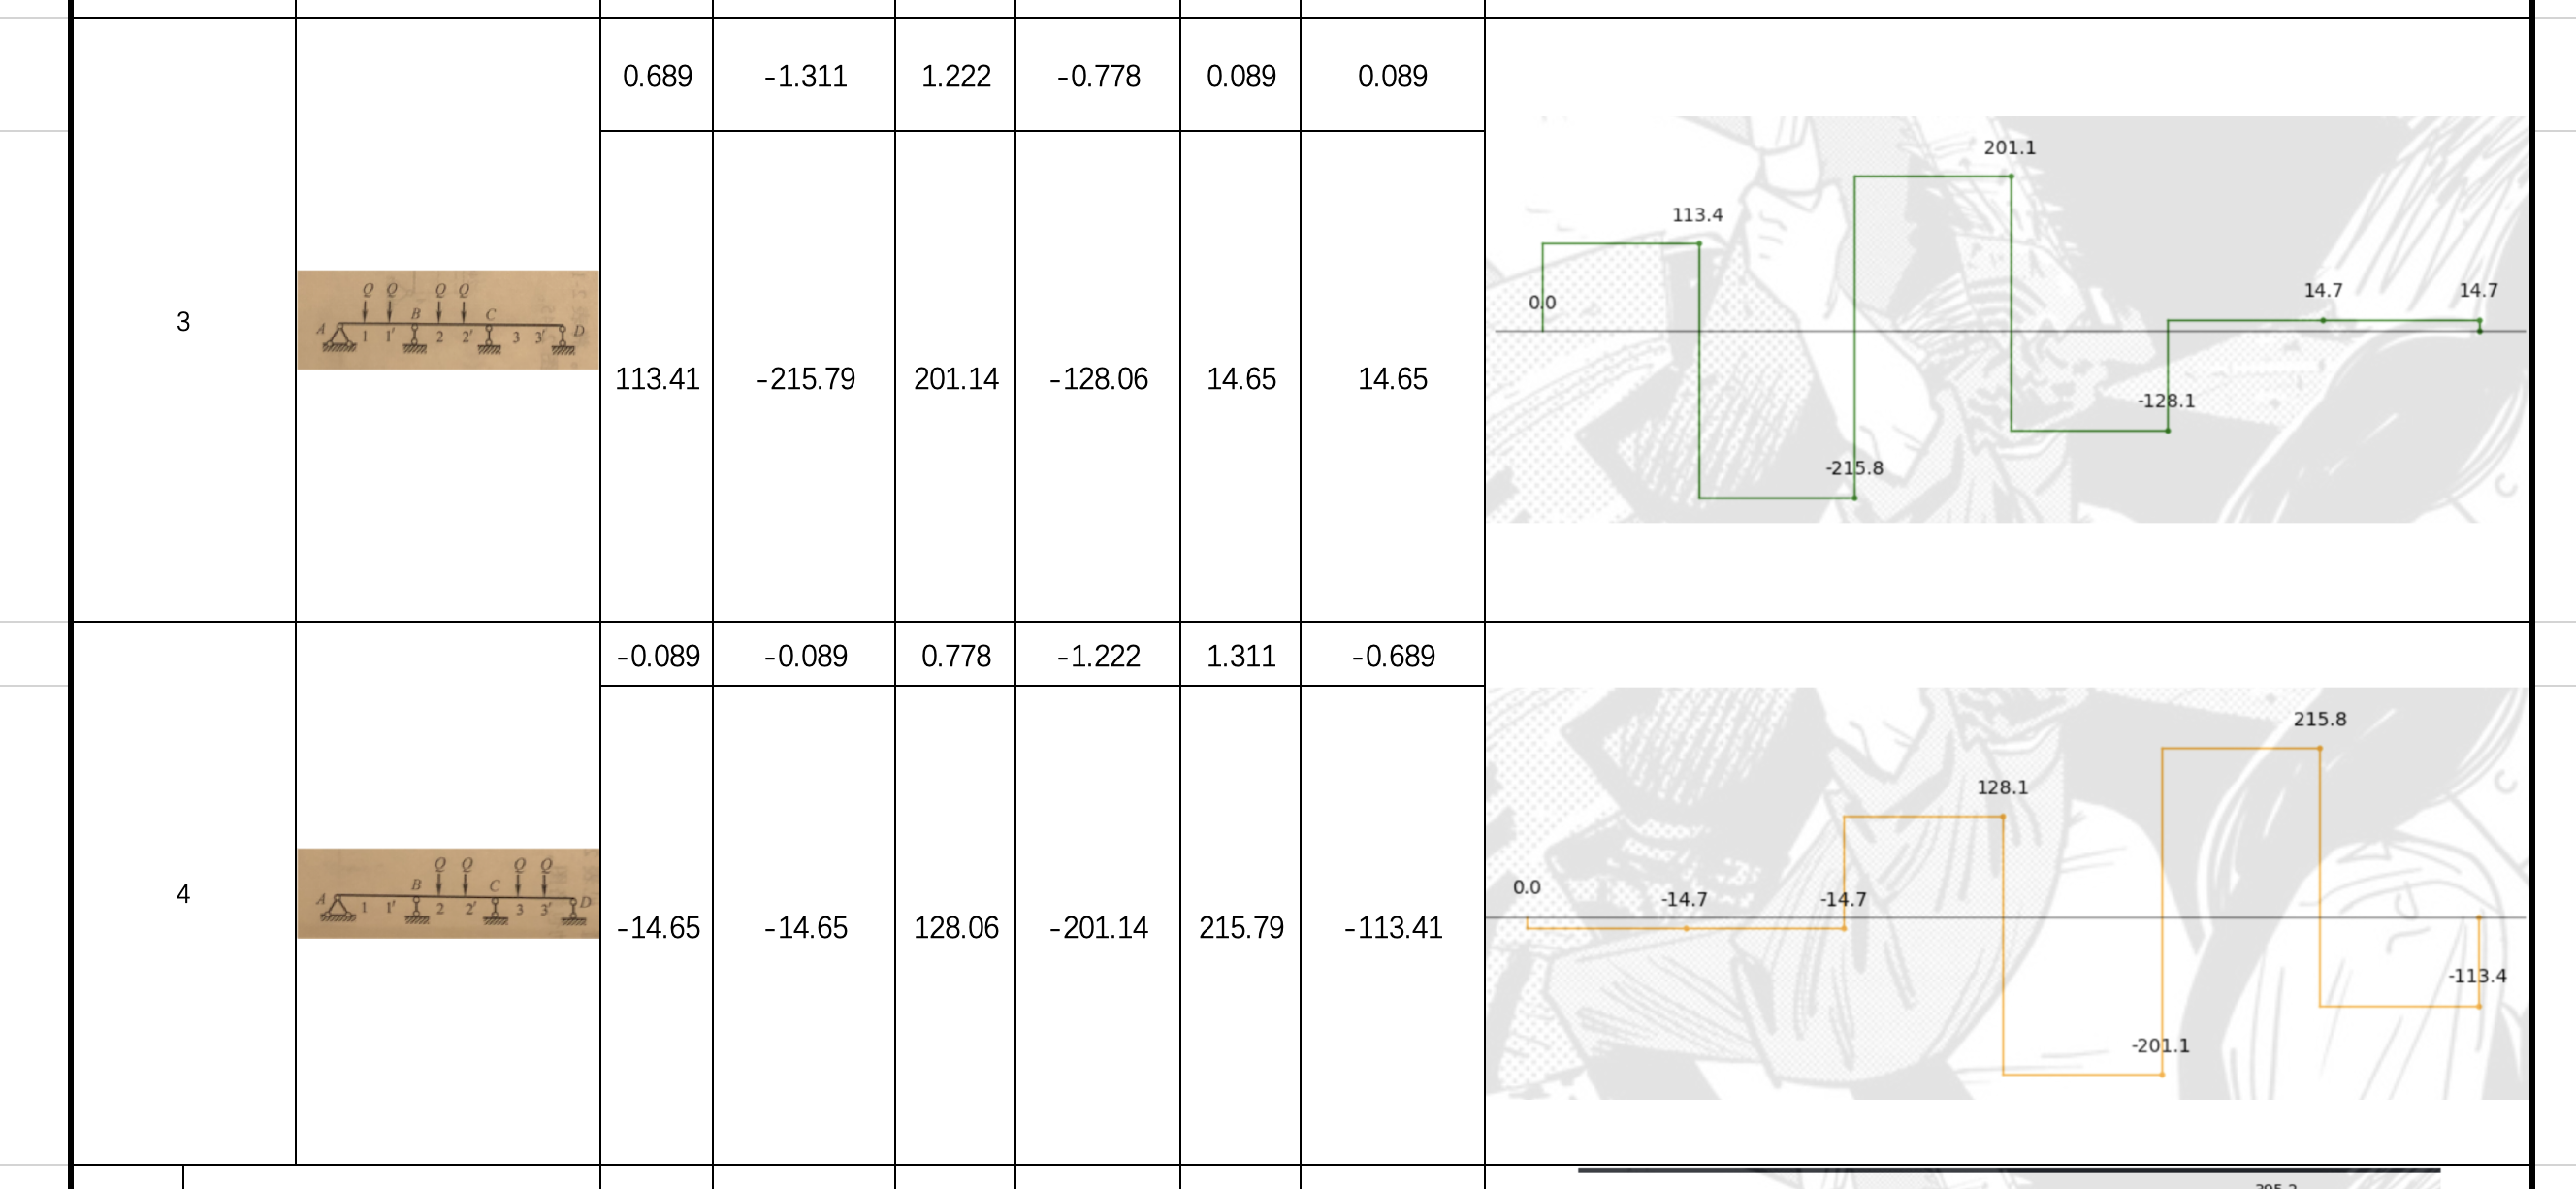 0.689 -1.311 1.222 -0.778 0.089 0.089
3
Q Q Q Q
A B C D
1 1' 2 2' 3 3'
113.41 -215.79 201.14 -128.06 14.65 14.65
0.0
113.4
-215.8
201.1
-128.1
14.7
14.7
-0.089 -0.089 0.778 -1.222 1.311 -0.689
4
Q Q Q Q
A B C D
1 1' 2 2' 3 3'
-14.65 -14.65 128.06 -201.14 215.79 -113.41
0.0
-14.7
-14.7
128.1
-201.1
215.8
-113.4